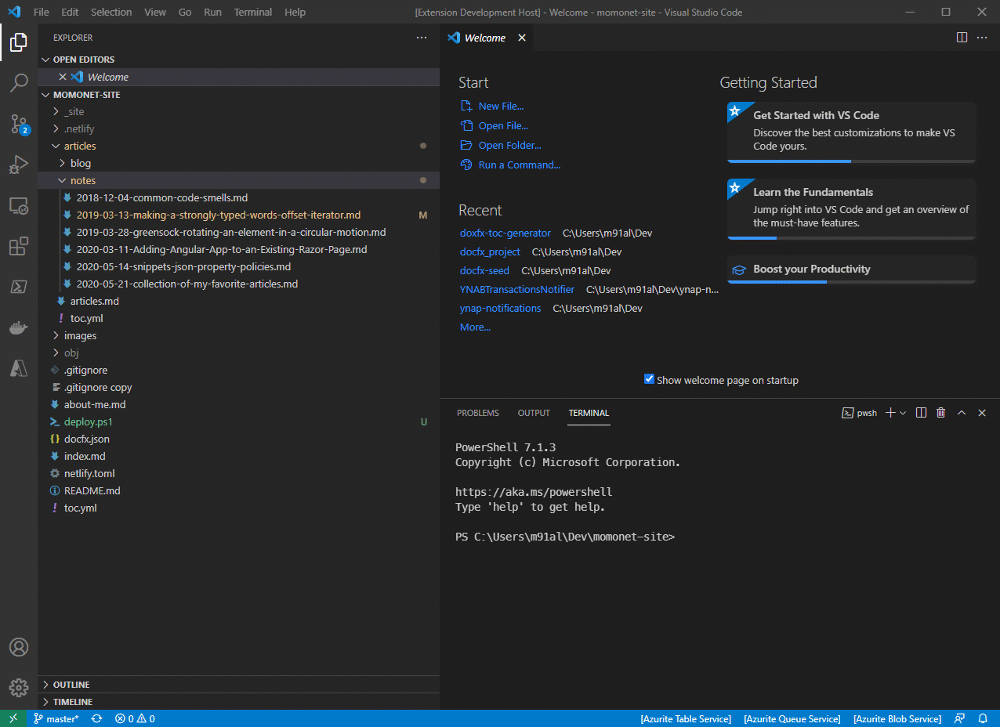 File Edit Selection View Go Run Terminal Help [Extension Development Host] - Welcome - momonet-site - Visual Studio Code
EXPLORER
OPEN EDITORS
Welcome
MOMONET-SITE
_site
.netlify
articles
blog
notes
2018-12-04-common-code-smells.md
2019-03-13-making-a-strongly-typed-words-offset-iterator.md M
2019-03-28-greensock-rotating-an-element-in-a-circular-motion.md
2020-03-11-Adding-Angular-App-to-an-Existing-Razor-Page.md
2020-05-14-snippets-json-property-policies.md
2020-05-21-collection-of-my-favorite-articles.md
articles.md
! toc.yml
images
obj
.gitignore
.gitignore copy
about-me.md
deploy.ps1 U
{} docfx.json
index.md
netlify.toml
README.md
! toc.yml
OUTLINE
TIMELINE
2
Welcome
Start
New File...
Open File...
Open Folder...
Run a Command...
Recent
doxfx-toc-generator C:\Users\m91al\Dev
docfx_project C:\Users\m91al\Dev
docfx-seed C:\Users\m91al\Dev
YNABTransactionsNotifier C:\Users\m91al\Dev\ynap-n...
ynap-notifications C:\Users\m91al\Dev
More...
Getting Started
Get Started with VS Code
Discover the best customizations to make VS
Code yours.
Learn the Fundamentals
Jump right into VS Code and get an overview of
the must-have features.
Boost your Productivity
Show welcome page on startup
PROBLEMS OUTPUT TERMINAL pwsh
PowerShell 7.1.3
Copyright (c) Microsoft Corporation.
https://aka.ms/powershell
Type 'help' to get help.
PS C:\Users\m91al\Dev\momonet-site>
master* 0 0 [Azurite Table Service] [Azurite Queue Service] [Azurite Blob Service]